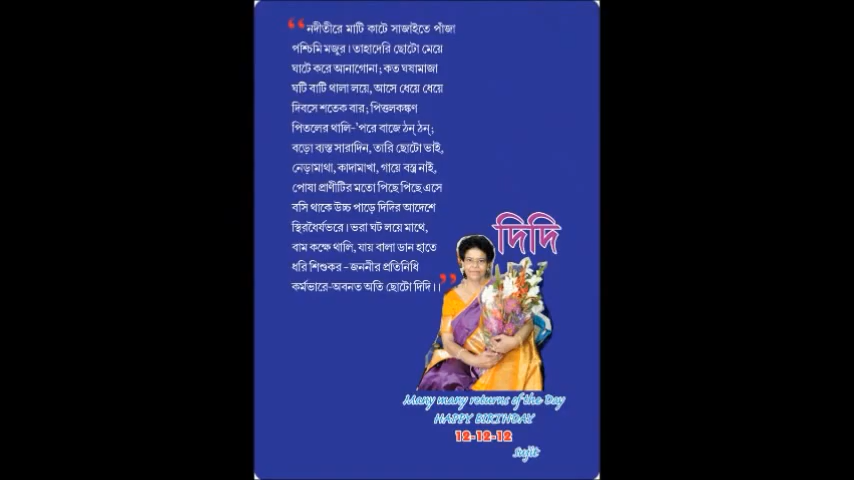 “ নদীতীরে মাটি কাটে সাজাইতে পাঁজা
পশ্চিমি মজুর। তাহাদেরি ছোটো মেয়ে
ঘাটে করে আনাগোনা; কত ঘষামাজা
ঘটি বাটি থালা লয়ে, আসে ধেয়ে ধেয়ে
দিবসে শতেক বার; পিত্তলকঙ্কণ
পিতলের থালি-'পরে বাজে ঠন্ ঠন্;
বড়ো ব্যস্ত সারাদিন, তারি ছোটো ভাই,
নেড়ামাথা, কাদামাখা, গায়ে বস্ত্র নাই,
পোষা প্রাণীটির মতো পিছে পিছে এসে
বসি থাকে উচ্চ পাড়ে দিদির আদেশে
স্থিরধৈর্যভরে। ভরা ঘট লয়ে মাথে,
বাম কক্ষে থালি, যায় বালা ডান হাতে
ধরি শিশুকর - জননীর প্রতিনিধি
কর্মভারে-অবনত অতি ছোটো দিদি।। ”
দিদি
Many many returns of the Day
HAPPY BIRTHDAY
12-12-12
Sujit